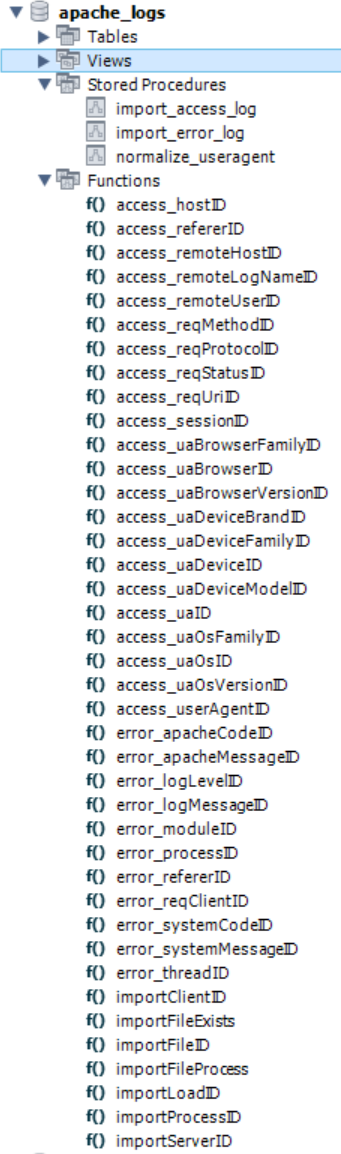 apache_logs
Tables
Views
Stored Procedures
import_access_log
import_error_log
normalize_useragent
Functions
f() access_hostID
f() access_refererID
f() access_remoteHostID
f() access_remoteLogNameID
f() access_remoteUserID
f() access_reqMethodID
f() access_reqProtocolID
f() access_reqStatusID
f() access_reqUriID
f() access_sessionID
f() access_uaBrowserFamilyID
f() access_uaBrowserID
f() access_uaBrowserVersionID
f() access_uaDeviceBrandID
f() access_uaDeviceFamilyID
f() access_uaDeviceID
f() access_uaDeviceModelID
f() access_uaID
f() access_uaOsFamilyID
f() access_uaOsID
f() access_uaOsVersionID
f() access_userAgentID
f() error_apacheCodeID
f() error_apacheMessageID
f() error_logLevelID
f() error_logMessageID
f() error_moduleID
f() error_processID
f() error_refererID
f() error_reqClientID
f() error_systemCodeID
f() error_systemMessageID
f() error_threadID
f() importClientID
f() importFileExists
f() importFileID
f() importFileProcess
f() importLoadID
f() importProcessID
f() importServerID